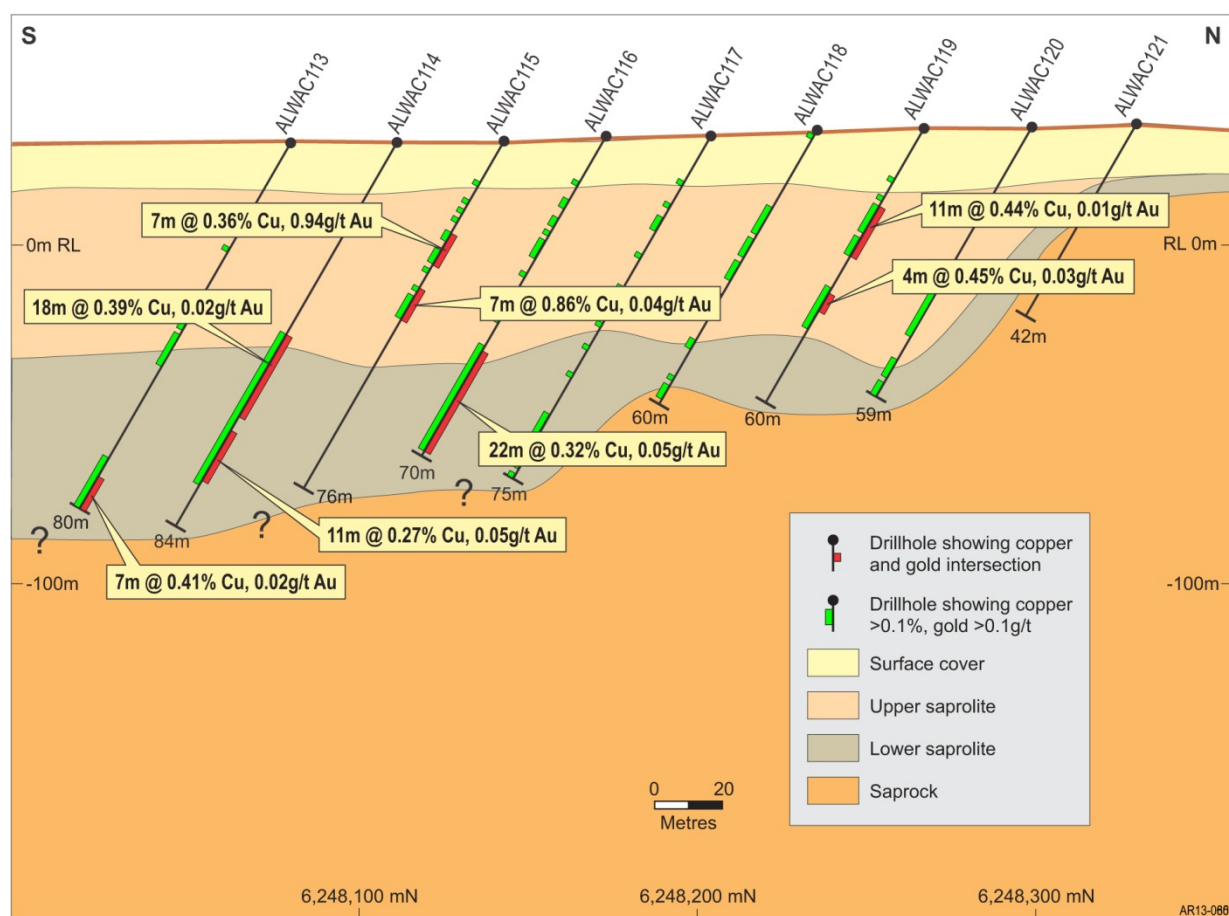 S
N
ALWAC113
ALWAC114
ALWAC115
ALWAC116
ALWAC117
ALWAC118
ALWAC119
ALWAC120
ALWAC121
7m @ 0.36% Cu, 0.94g/t Au
11m @ 0.44% Cu, 0.01g/t Au
0m RL
RL 0m
18m @ 0.39% Cu, 0.02g/t Au
7m @ 0.86% Cu, 0.04g/t Au
4m @ 0.45% Cu, 0.03g/t Au
42m
60m
60m
59m
22m @ 0.32% Cu, 0.05g/t Au
70m
75m
76m
?
80m
84m
?
?
11m @ 0.27% Cu, 0.05g/t Au
7m @ 0.41% Cu, 0.02g/t Au
-100m
-100m
Drillhole showing copper
and gold intersection
Drillhole showing copper
>0.1%, gold >0.1g/t
Surface cover
Upper saprolite
Lower saprolite
Saprock
0 20
Metres
6,248,100 mN
6,248,200 mN
6,248,300 mN